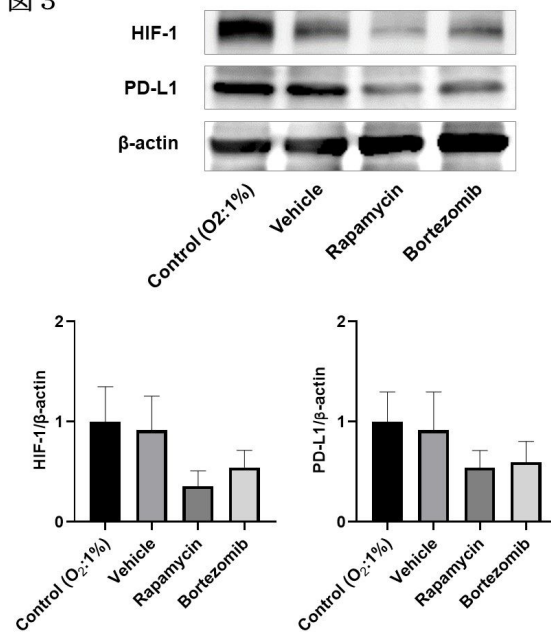 図３
HIF-1
PD-L1
β-actin
Control (O2:1%)
Vehicle
Rapamycin
Bortezomib
2
1
0
HIF-1/β-actin
Control (O₂:1%)
Vehicle
Rapamycin
Bortezomib
2
1
0
PD-L1/β-actin
Control (O₂:1%)
Vehicle
Rapamycin
Bortezomib